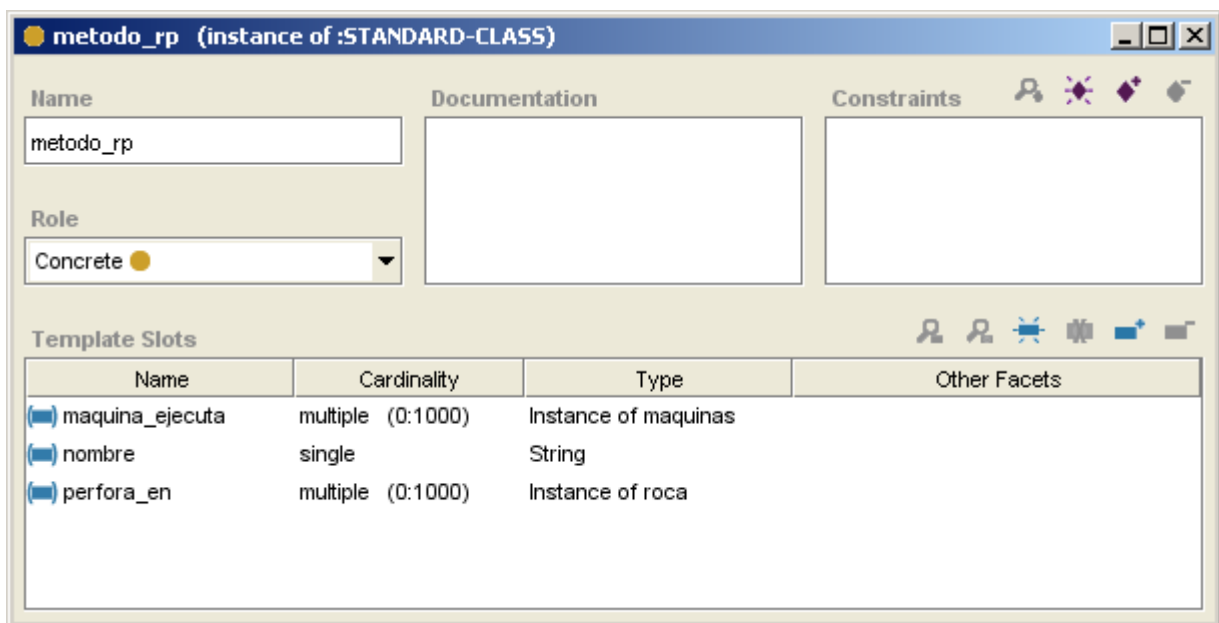 metodo_rp (instance of :STANDARD-CLASS)
Name
Documentation
Constraints
metodo_rp
Role
Concrete
Template Slots
Name Cardinality Type Other Facets
maquina_ejecuta multiple (0:1000) Instance of maquinas
nombre single String
perfora_en multiple (0:1000) Instance of roca